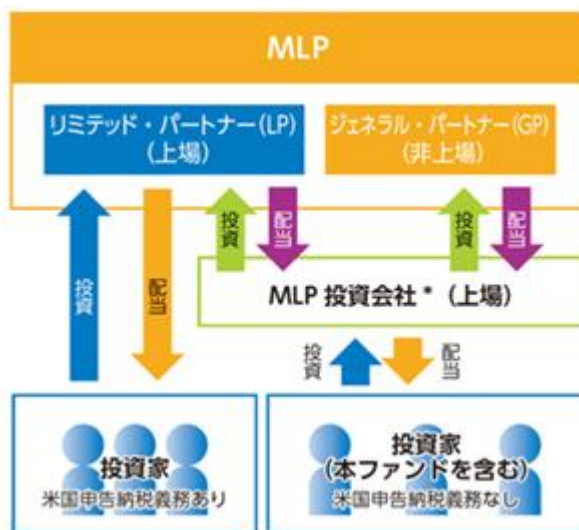 MLP
リミテッド・パートナー(LP)
(上場)
ジェネラル・パートナー(GP)
(非上場)
投資
配当
投資
配当
投資
配当
MLP 投資会社 * (上場)
投資
配当
投資家
米国申告納税義務あり
投資家
(本ファンドを含む)
米国申告納税義務なし